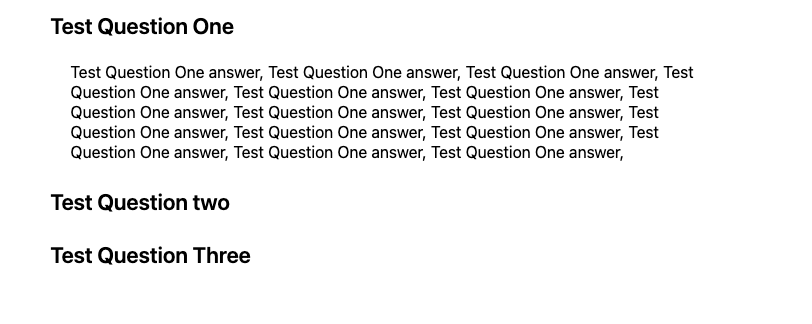 Test Question One
Test Question One answer, Test Question One answer, Test Question One answer, Test
Question One answer, Test Question One answer, Test Question One answer, Test
Question One answer, Test Question One answer, Test Question One answer, Test
Question One answer, Test Question One answer, Test Question One answer, Test
Question One answer, Test Question One answer, Test Question One answer,
Test Question two
Test Question Three